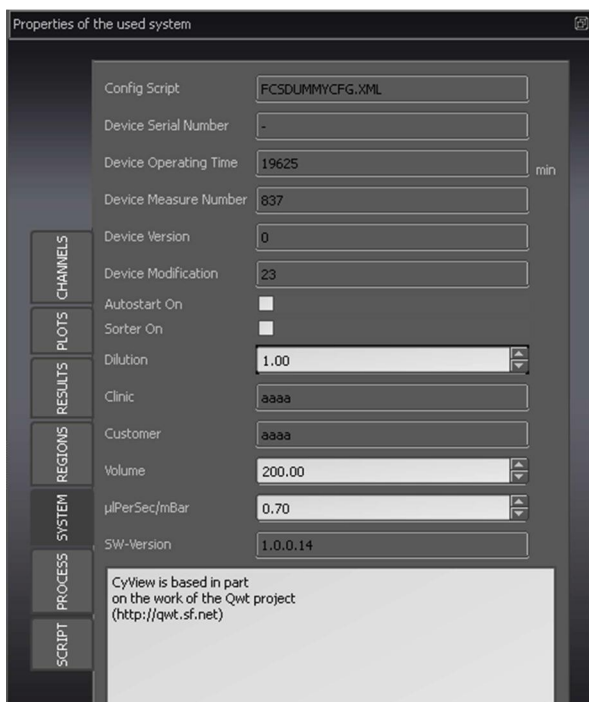 Properties of the used system
Config Script FCSDUMMYCFG.XML
Device Serial Number -
Device Operating Time 19625 min
Device Measure Number 837
Device Version 0
Device Modification 23
Autostart On
Sorter On
Dilution 1.00
Clinic aaaa
Customer aaaa
Volume 200.00
µlPerSec/mBar 0.70
SW-Version 1.0.0.14
CHANNELS
PLOTS
RESULTS
REGIONS
SYSTEM
PROCESS
SCRIPT
CyView is based in part
on the work of the Qwt project
(http://qwt.sf.net)